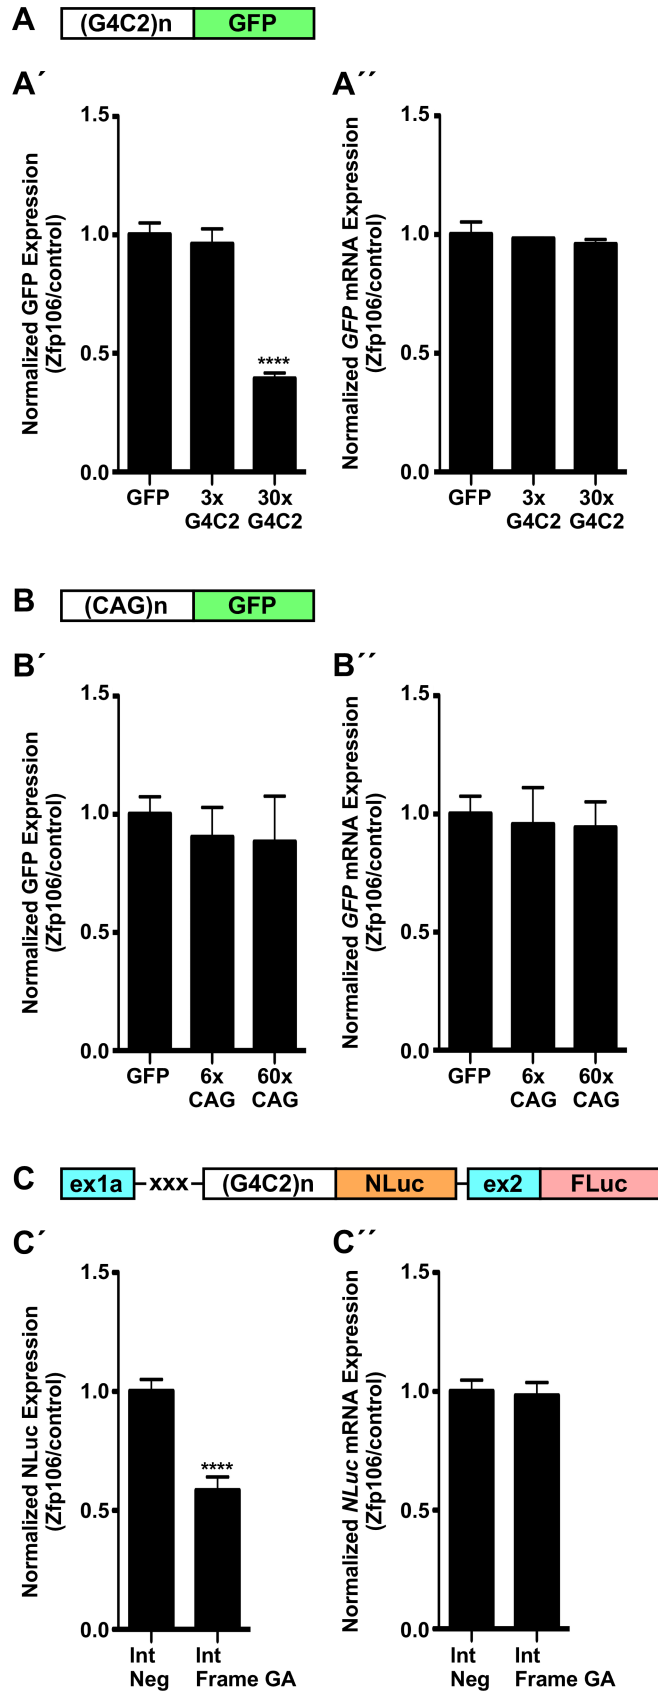 A
(G4C2)n GFP
A´
Normalized GFP Expression
(Zfp106/control)
1.5
1.0
0.5
0.0
****
GFP 3x 30x
G4C2 G4C2
A´´
Normalized GFP mRNA Expression
(Zfp106/control)
1.5
1.0
0.5
0.0
GFP 3x 30x
G4C2 G4C2
B
(CAG)n GFP
B´
Normalized GFP Expression
(Zfp106/control)
1.5
1.0
0.5
0.0
GFP 6x 60x
CAG CAG
B´´
Normalized GFP mRNA Expression
(Zfp106/control)
1.5
1.0
0.5
0.0
GFP 6x 60x
CAG CAG
C
ex1a xxx (G4C2)n NLuc ex2 FLuc
C´
Normalized NLuc Expression
(Zfp106/control)
1.5
1.0
0.5
0.0
****
Int Int
Neg Frame GA
C´´
Normalized NLuc mRNA Expression
(Zfp106/control)
1.5
1.0
0.5
0.0
Int Int
Neg Frame GA